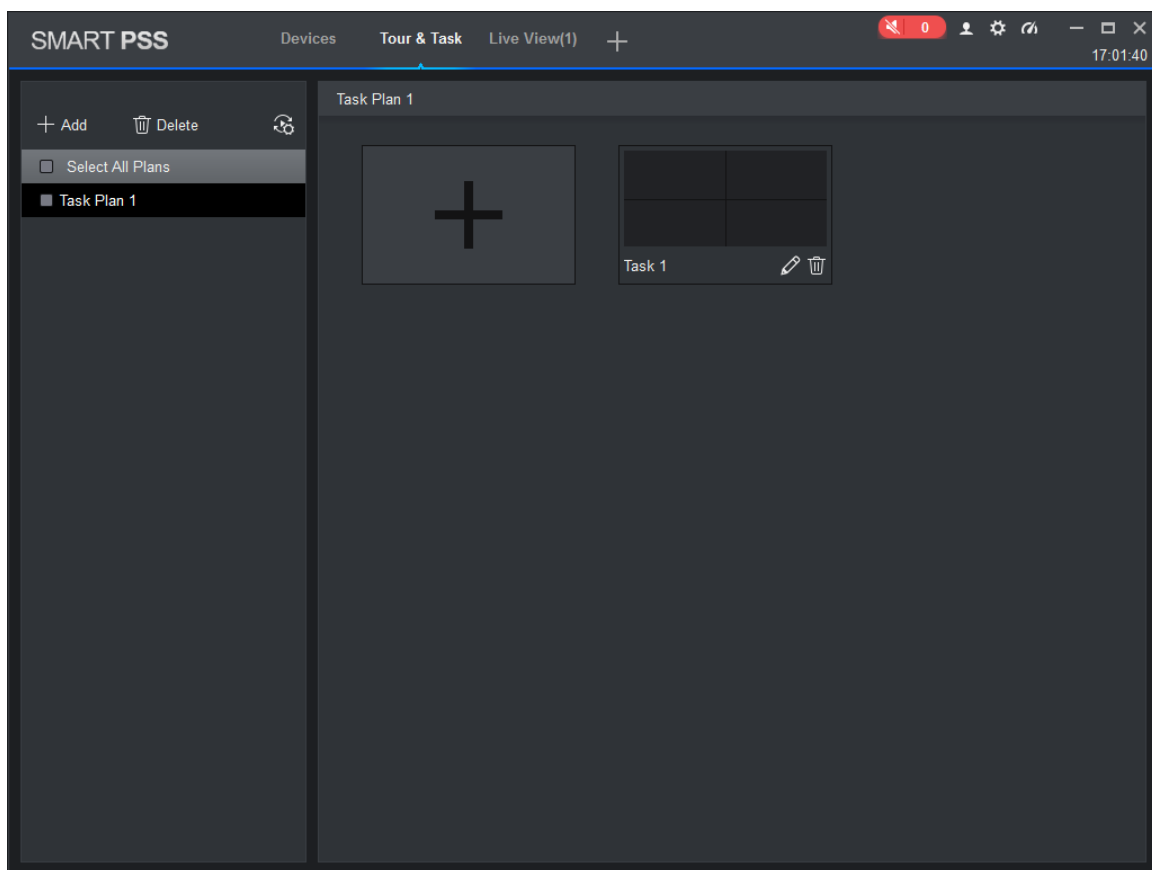 SMART PSS
Devices
Tour & Task
Live View(1)
0
17:01:40
Add
Delete
Select All Plans
Task Plan 1
Task Plan 1
Task 1